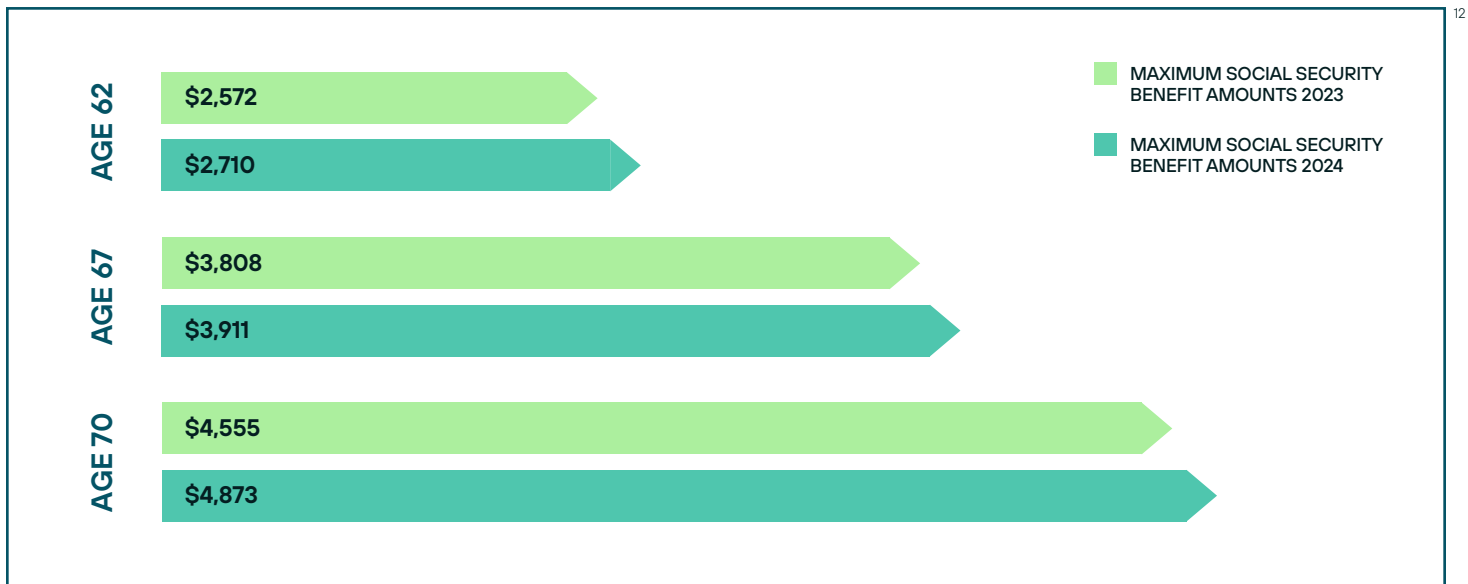 12
MAXIMUM SOCIAL SECURITY
BENEFIT AMOUNTS 2023
MAXIMUM SOCIAL SECURITY
BENEFIT AMOUNTS 2024
AGE 62
$2,572
$2,710
AGE 67
$3,808
$3,911
AGE 70
$4,555
$4,873